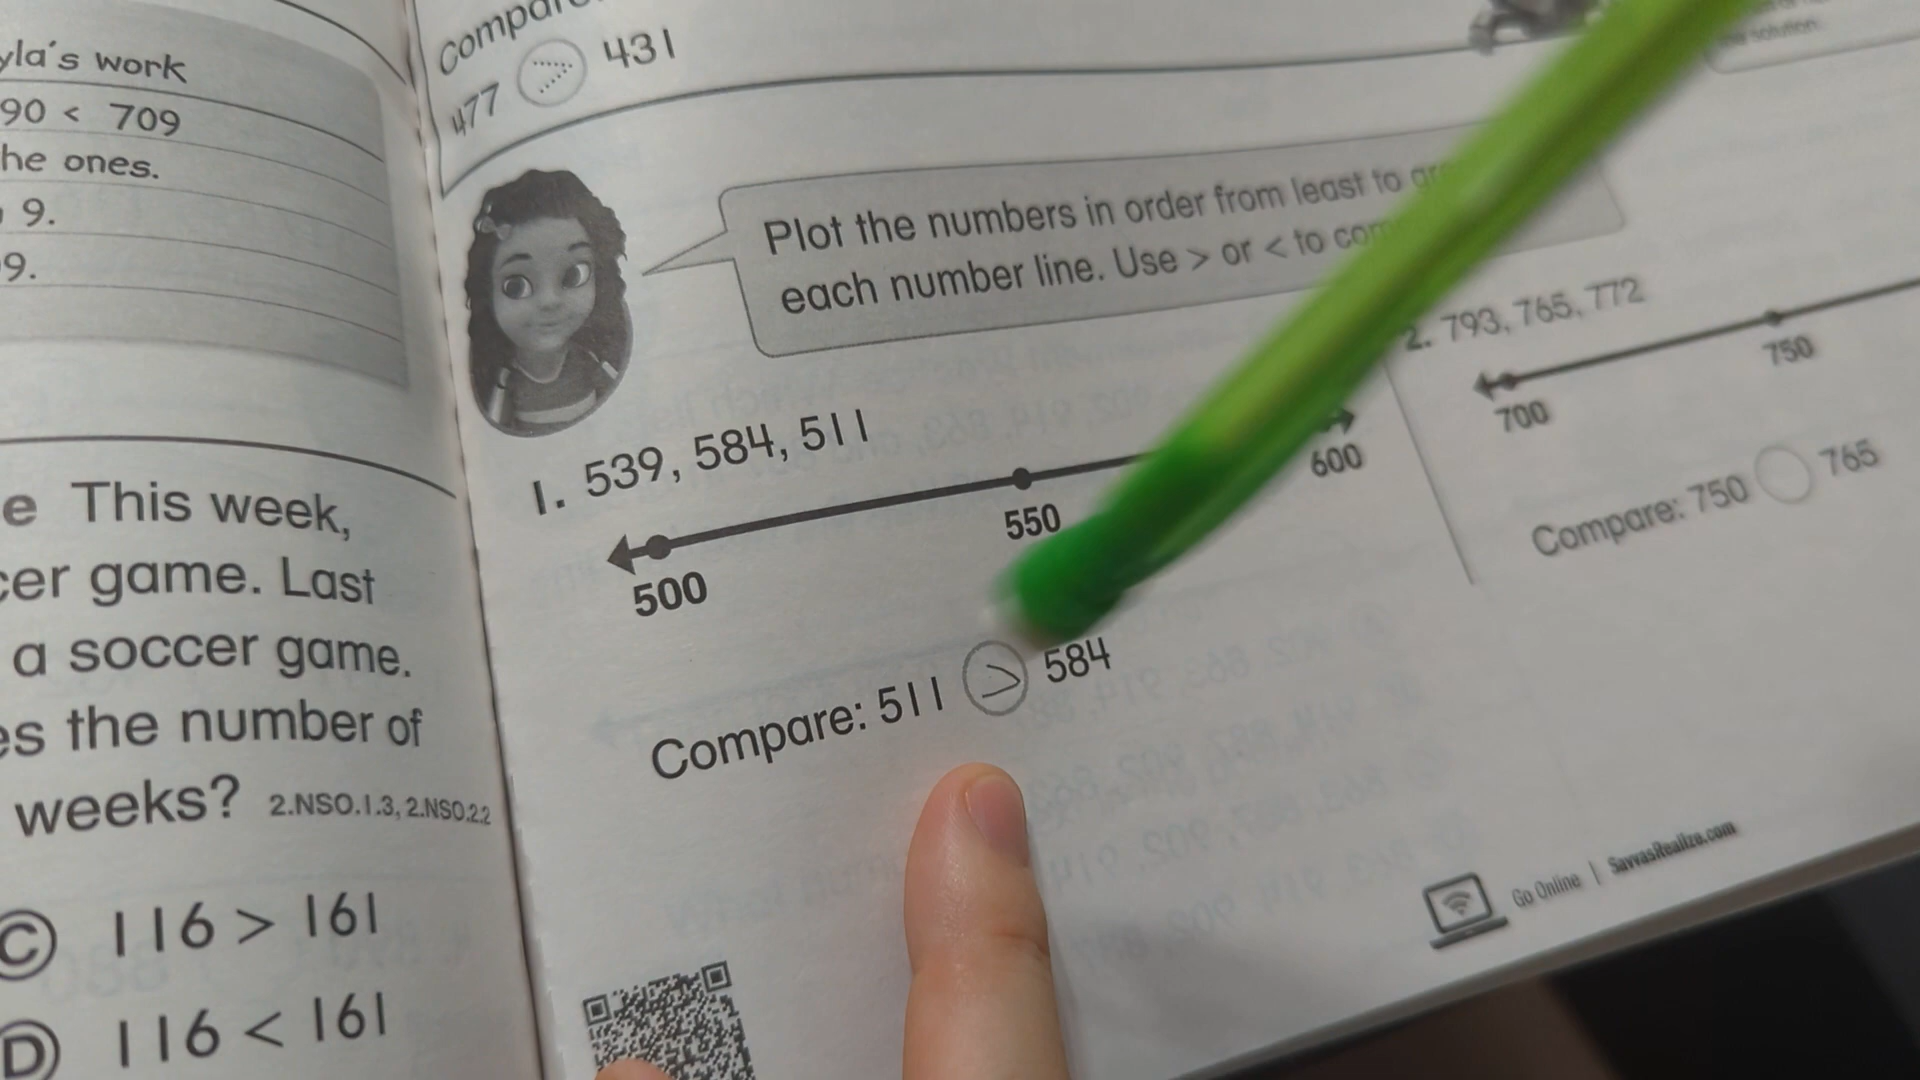 yla's work
90 < 709
he ones.
9.
9.
e This week,
cer game. Last
a soccer game.
es the number of
weeks? 2.NSO.1.3, 2.NSO.2.2
C 116 > 161
D 116 < 161
477 > 431
Plot the numbers in order from least to
each number line. Use > or < to
1. 539, 584, 511
500 550 600
Compare: 511 > 584
2. 793, 765, 772
700 750
Compare: 750 765
Go Online | SavvasRealize.com